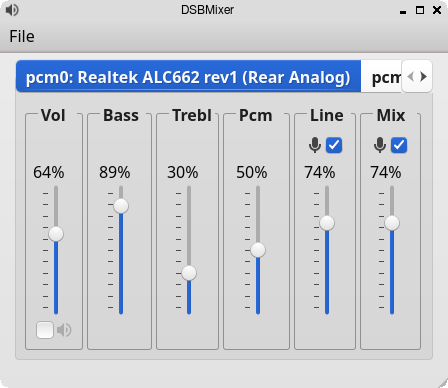 DSBMixer
File
pcm0: Realtek ALC662 rev1 (Rear Analog) pcm
Vol Bass Trebl Pcm Line Mix
64% 89% 30% 50% 74% 74%